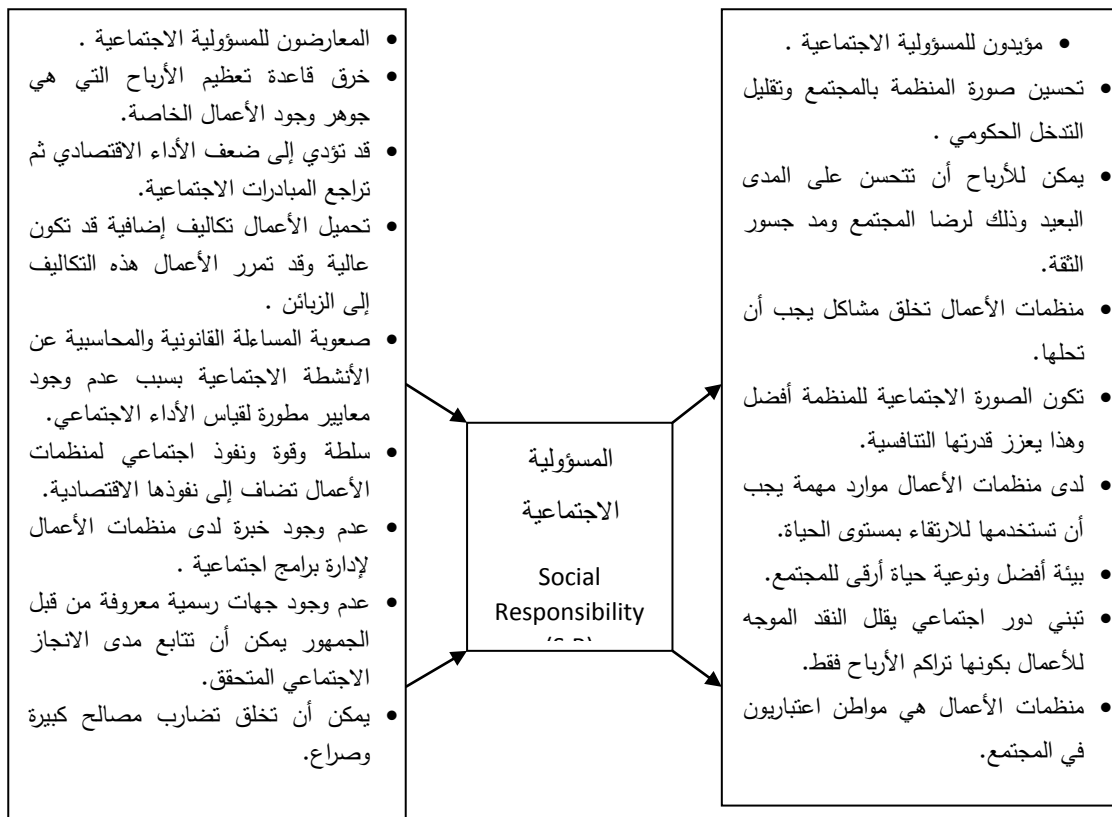 • مؤيدون للمسؤولية الاجتماعية .
• تحسين صورة المنظمة بالمجتمع وتقليل
التدخل الحكومي .
• يمكن للأرباح أن تتحسن على المدى
البعيد وذلك لرضا المجتمع ومد جسور
الثقة.
• منظمات الأعمال تخلق مشاكل يجب أن
تحلها.
• تكون الصورة الاجتماعية للمنظمة أفضل
وهذا يعزز قدرتها التنافسية.
• لدى منظمات الأعمال موارد مهمة يجب
أن تستخدمها للارتقاء بمستوى الحياة.
• بيئة أفضل ونوعية حياة أرقى للمجتمع.
• تبني دور اجتماعي يقلل النقد الموجه
للأعمال بكونها تراكم الأرباح فقط.
• منظمات الأعمال هي مواطن اعتباريون
في المجتمع.
المسؤولية
الاجتماعية
Social
Responsibility
• المعارضون للمسؤولية الاجتماعية .
• خرق قاعدة تعظيم الأرباح التي هي
جوهر وجود الأعمال الخاصة.
• قد تؤدي إلى ضعف الأداء الاقتصادي ثم
تراجع المبادرات الاجتماعية.
• تحميل الأعمال تكاليف إضافية قد تكون
عالية وقد تمرر الأعمال هذه التكاليف
إلى الزبائن .
• صعوبة المساءلة القانونية والمحاسبية عن
الأنشطة الاجتماعية بسبب عدم وجود
معايير مطورة لقياس الأداء الاجتماعي.
• سلطة وقوة ونفوذ اجتماعي لمنظمات
الأعمال تضاف إلى نفوذها الاقتصادية.
• عدم وجود خبرة لدى منظمات الأعمال
لإدارة برامج اجتماعية .
• عدم وجود جهات رسمية معروفة من قبل
الجمهور يمكن أن تتابع مدى الانجاز
الاجتماعي المتحقق.
• يمكن أن تخلق تضارب مصالح كبيرة
وصراع.